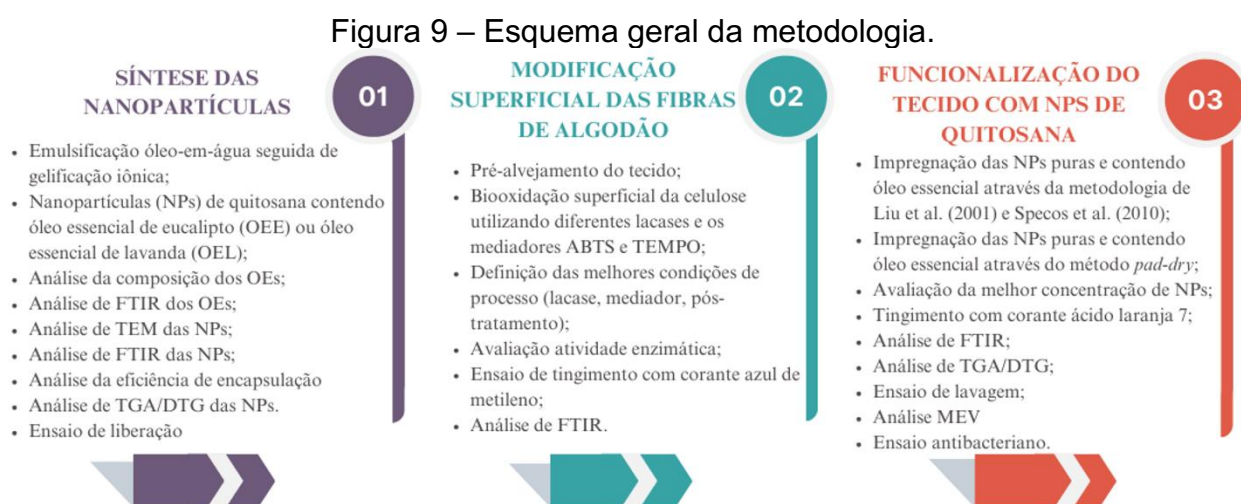 Figura 9 – Esquema geral da metodologia.
SÍNTESE DAS
NANOPARTÍCULAS
01
• Emulsificação óleo-em-água seguida de
gelificação iônica;
• Nanopartículas (NPs) de quitosana contendo
óleo essencial de eucalipto (OEE) ou óleo
essencial de lavanda (OEL);
• Análise da composição dos OEs;
• Análise de FTIR dos OEs;
• Análise de TEM das NPs;
• Análise de FTIR das NPs;
• Análise da eficiência de encapsulação
• Análise de TGA/DTG das NPs.
• Ensaio de liberação
MODIFICAÇÃO
SUPERFICIAL DAS FIBRAS
DE ALGODÃO
02
• Pré-alvejamento do tecido;
• Biooxidação superficial da celulose
utilizando diferentes lacases e os
mediadores ABTS e TEMPO;
• Definição das melhores condições de
processo (lacase, mediador, pós-
tratamento);
• Avaliação atividade enzimática;
• Ensaio de tingimento com corante azul de
metileno;
• Análise de FTIR.
FUNCIONALIZAÇÃO DO
TECIDO COM NPS DE
QUITOSANA
03
• Impregnação das NPs puras e contendo
óleo essencial através da metodologia de
Liu et al. (2001) e Specos et al. (2010);
• Impregnação das NPs puras e contendo
óleo essencial através do método pad-dry;
• Avaliação da melhor concentração de NPs;
• Tingimento com corante ácido laranja 7;
• Análise de FTIR;
• Análise de TGA/DTG;
• Ensaio de lavagem;
• Análise MEV
• Ensaio antibacteriano.